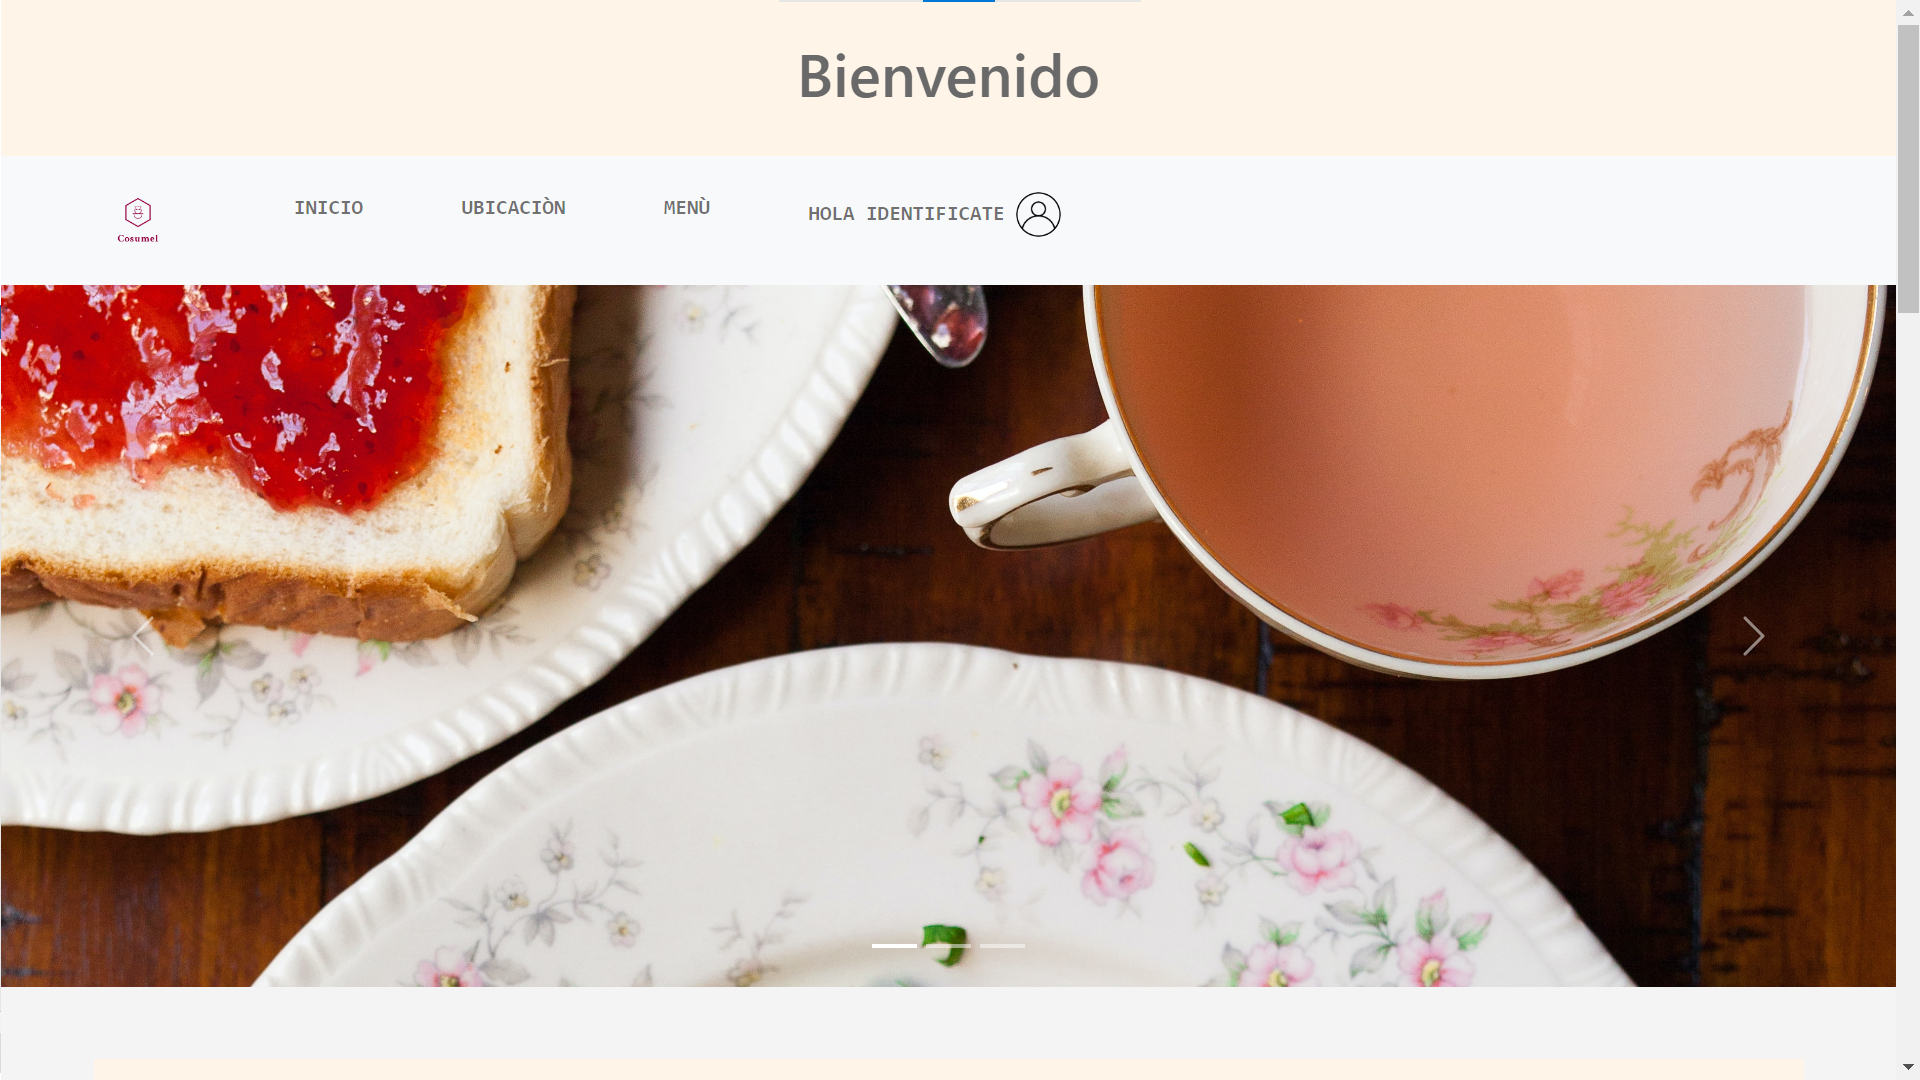 Bienvenido
Cosumel
INICIO
UBICACIÒN
MENÙ
HOLA IDENTIFICATE